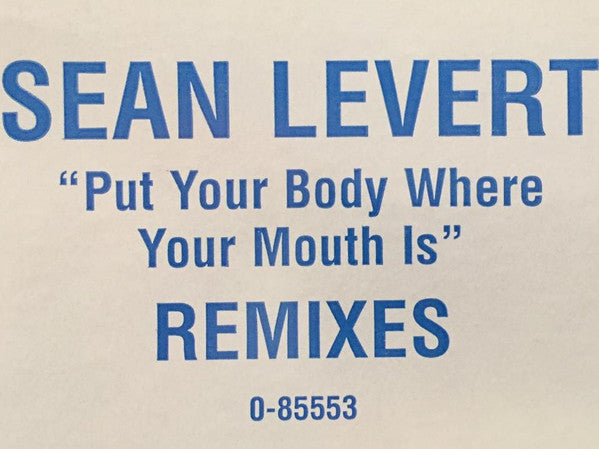 SEAN LEVERT
“Put Your Body Where
Your Mouth Is”
REMIXES
0-85553